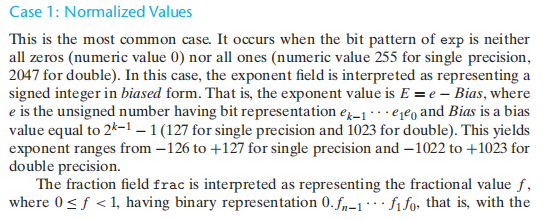 Case 1: Normalized Values
This is the most common case. It occurs when the bit pattern of exp is neither
all zeros (numeric value 0) nor all ones (numeric value 255 for single precision,
2047 for double). In this case, the exponent field is interpreted as representing a
signed integer in biased form. That is, the exponent value is E = e − Bias, where
e is the unsigned number having bit representation eₖ₋₁ · · · e₁e₀ and Bias is a bias
value equal to 2ᵏ⁻¹ − 1 (127 for single precision and 1023 for double). This yields
exponent ranges from −126 to +127 for single precision and −1022 to +1023 for
double precision.
The fraction field frac is interpreted as representing the fractional value f,
where 0 ≤ f < 1, having binary representation 0.fₙ₋₁ · · · f₁f₀, that is, with the